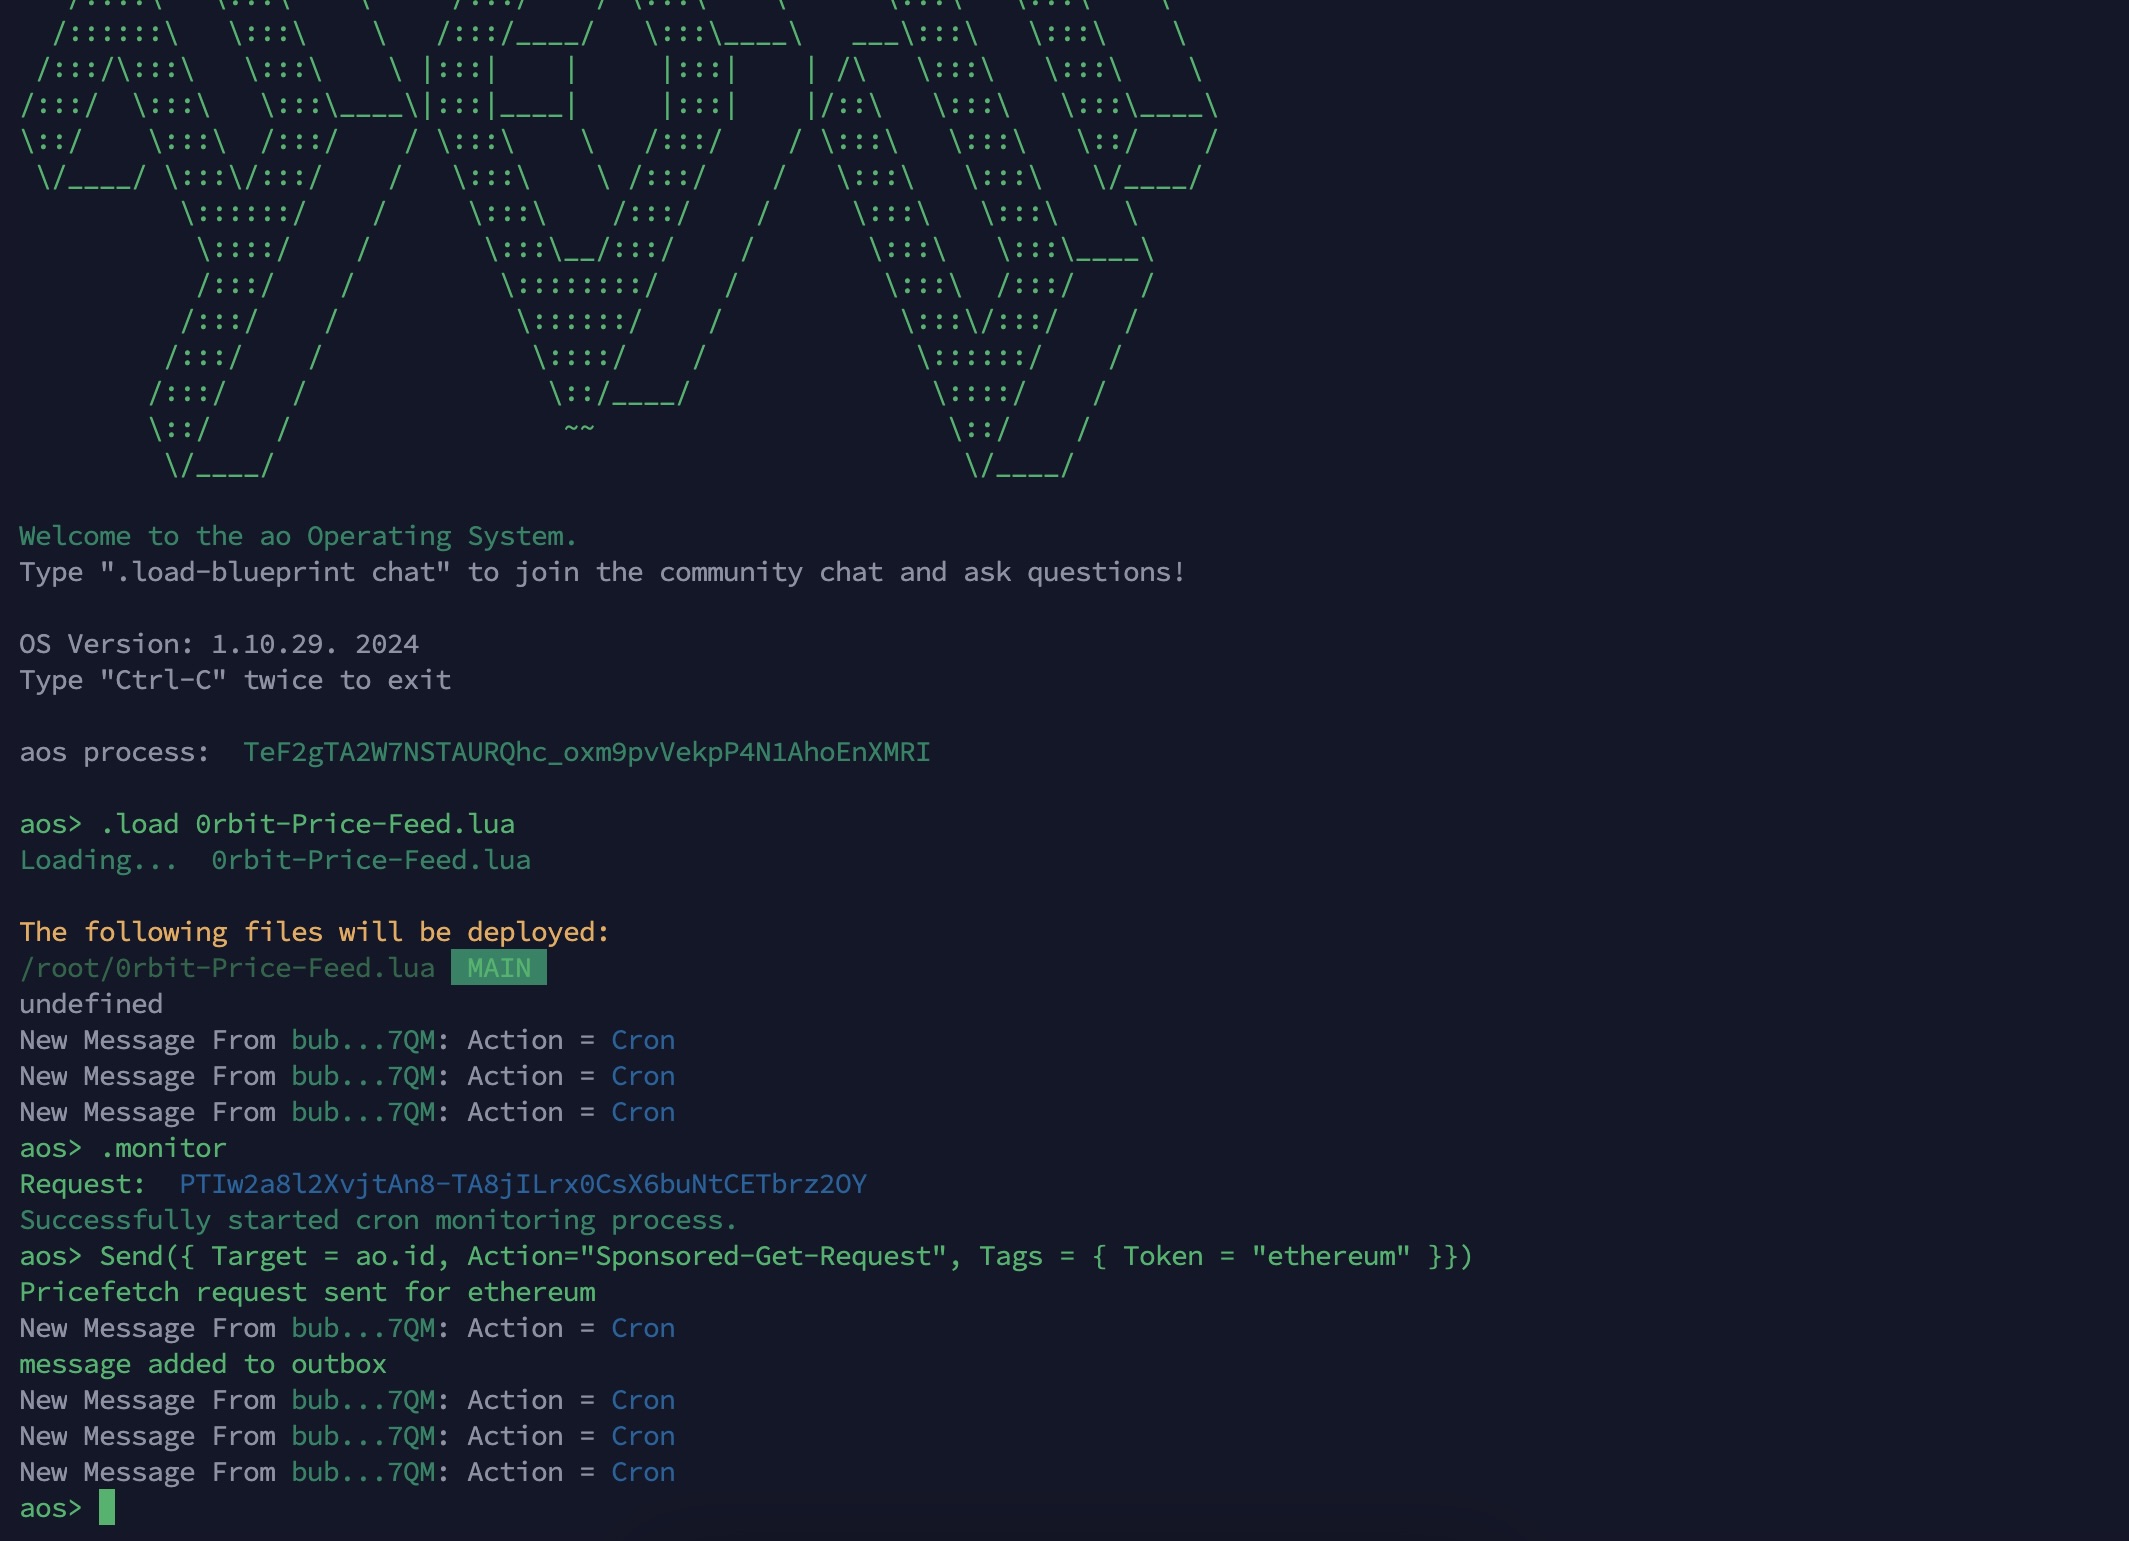 Welcome to the ao Operating System.
Type ".load-blueprint chat" to join the community chat and ask questions!
OS Version: 1.10.29. 2024
Type "Ctrl-C" twice to exit
aos process:  TeF2gTA2W7NSTAURQhc_oxm9pvVekpP4N1AhoEnXMRI
aos> .load 0rbit-Price-Feed.lua
Loading...  0rbit-Price-Feed.lua
The following files will be deployed:
/root/0rbit-Price-Feed.lua MAIN
undefined
New Message From bub...7QM: Action = Cron
New Message From bub...7QM: Action = Cron
New Message From bub...7QM: Action = Cron
aos> .monitor
Request:  PTIw2a8l2XvjtAn8-TA8jILrx0CsX6buNtCETbrz2OY
Successfully started cron monitoring process.
aos> Send({ Target = ao.id, Action="Sponsored-Get-Request", Tags = { Token = "ethereum" }})
Pricefetch request sent for ethereum
New Message From bub...7QM: Action = Cron
message added to outbox
New Message From bub...7QM: Action = Cron
New Message From bub...7QM: Action = Cron
New Message From bub...7QM: Action = Cron
aos>